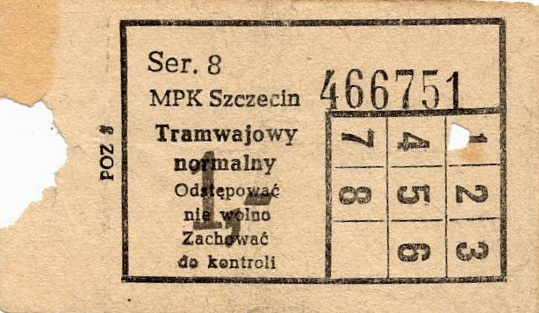 Ser. 8
MPK Szczecin 466751
Tramwajowy
normalny
Odstępować
nie wolno
Zachować
do kontroli
1,-
7 4 1
8 5 2
6 3
POZ 8